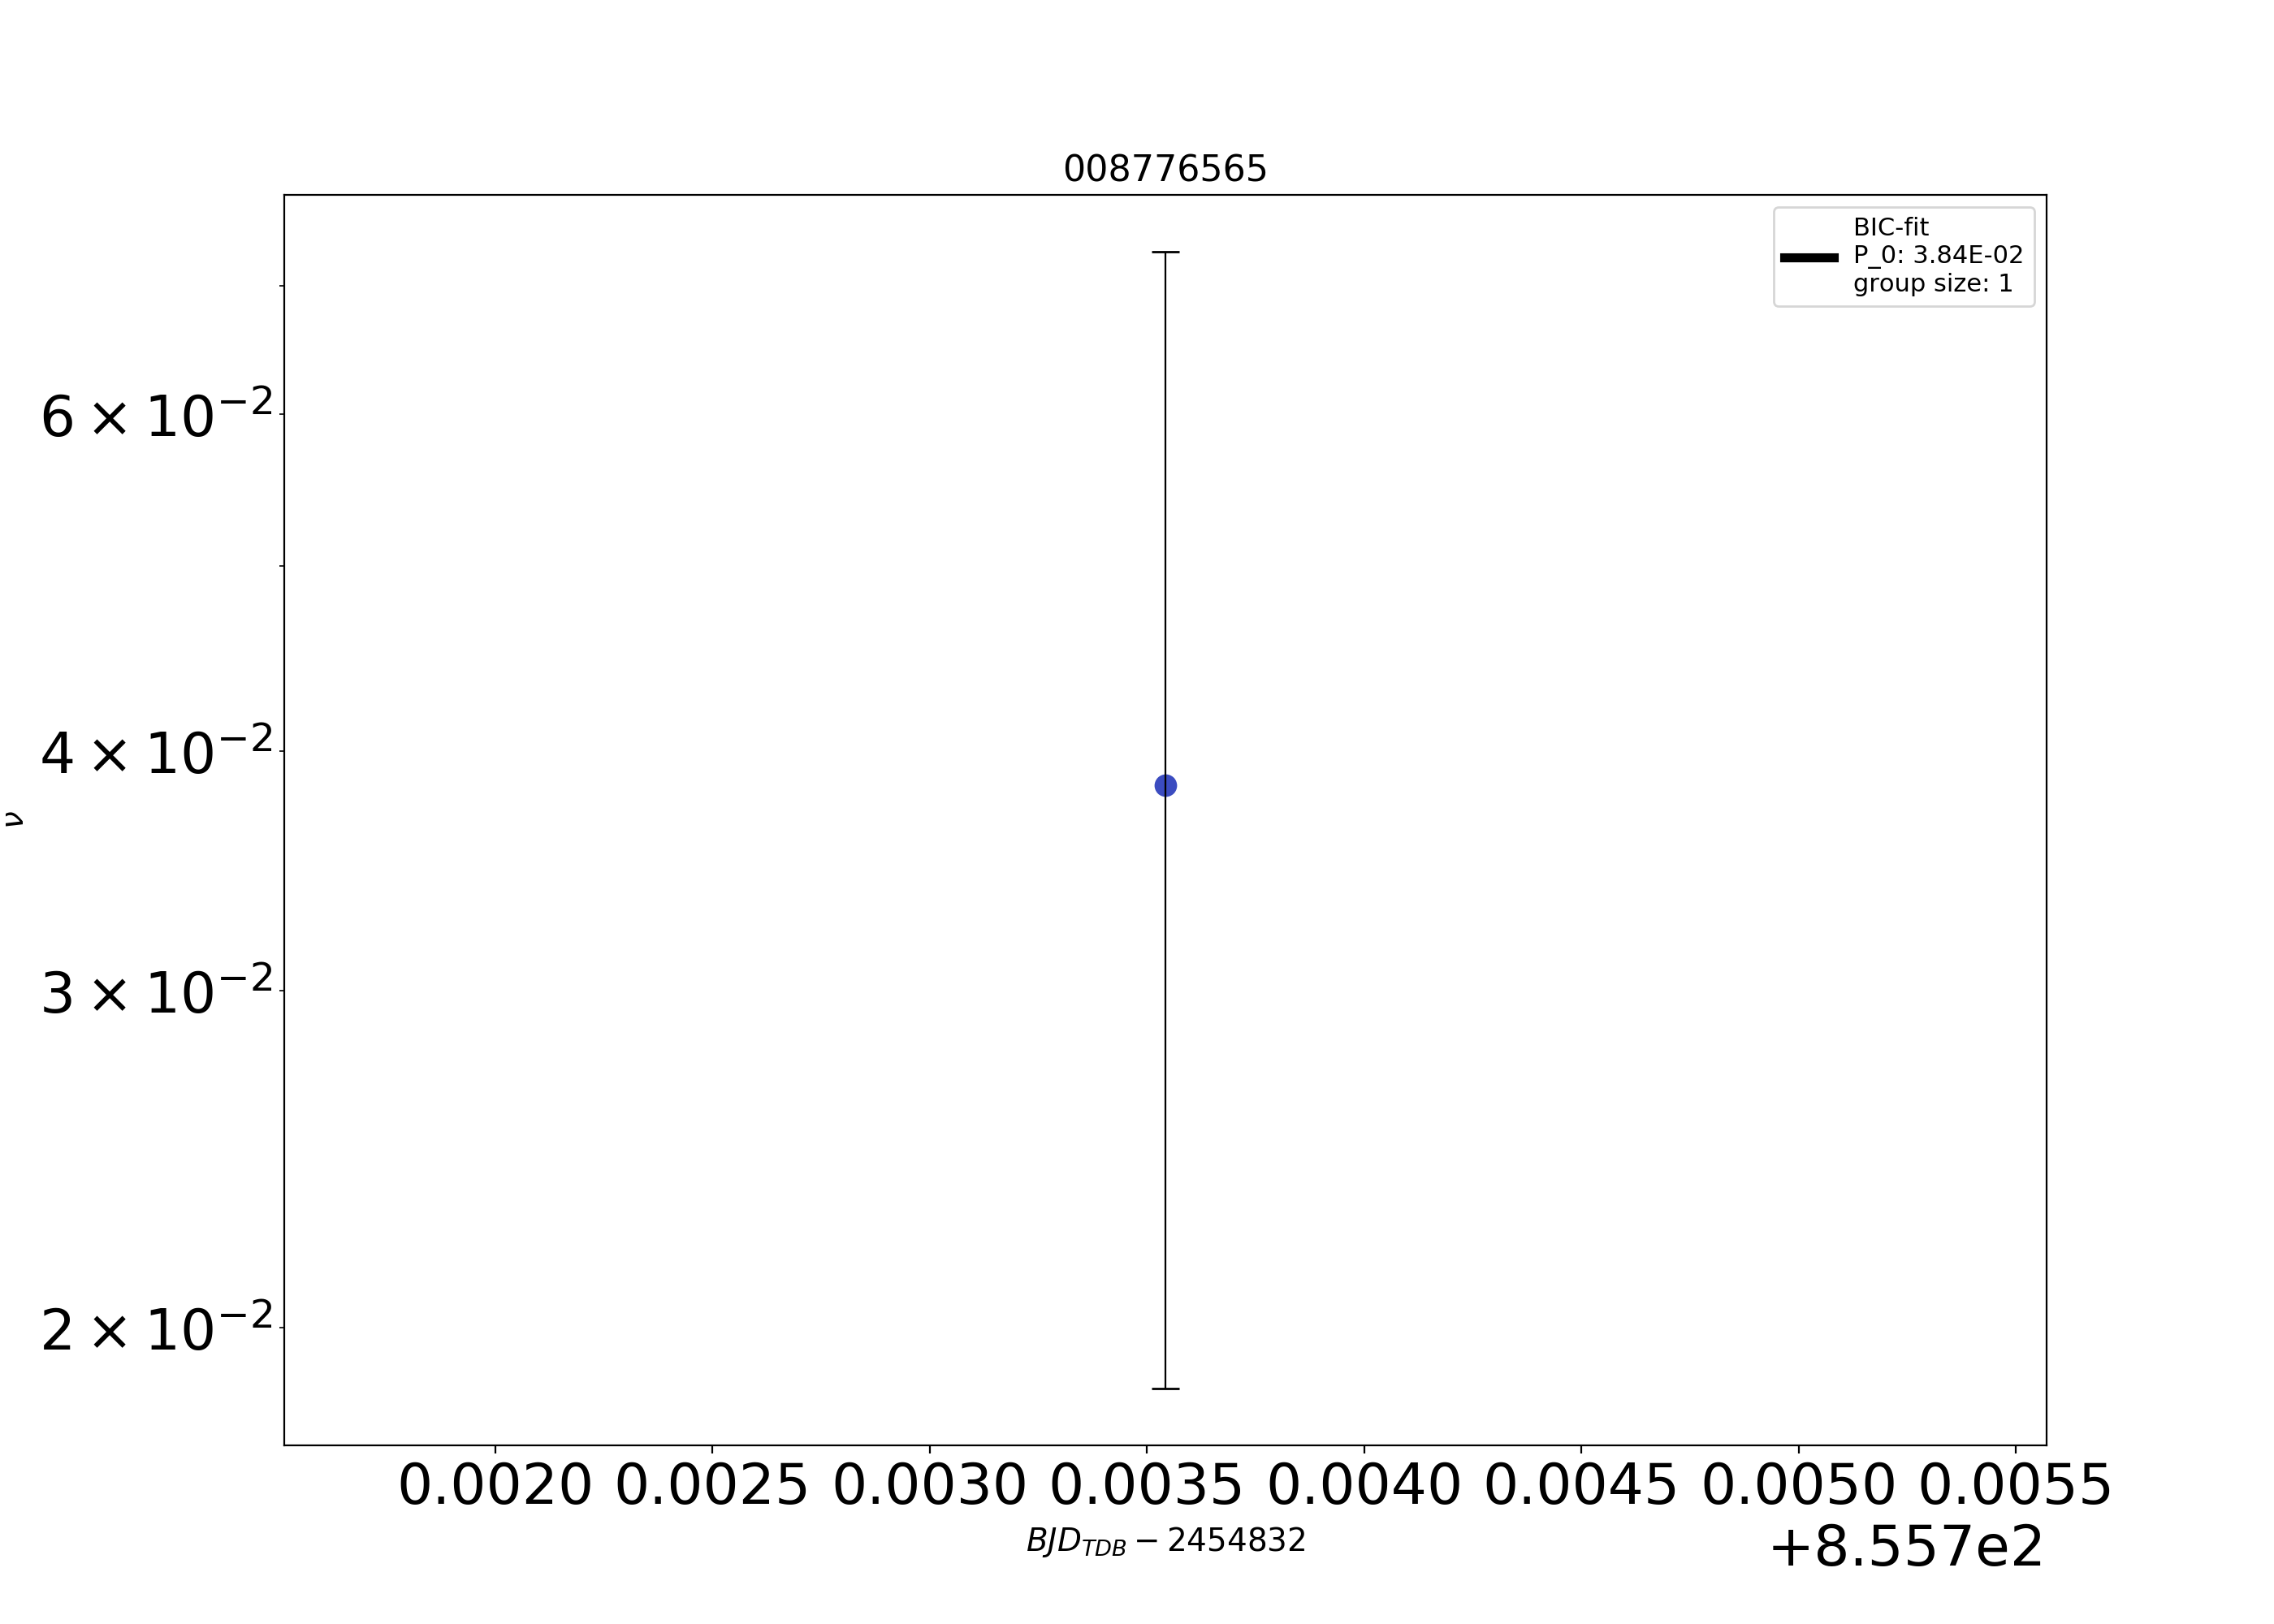 008776565
BIC-fit
P_0: 3.84E-02
group size: 1
6 × 10⁻²
4 × 10⁻²
3 × 10⁻²
2 × 10⁻²
ν
0.0020 0.0025 0.0030 0.0035 0.0040 0.0045 0.0050 0.0055
BJD_TDB − 2454832
+8.557e2